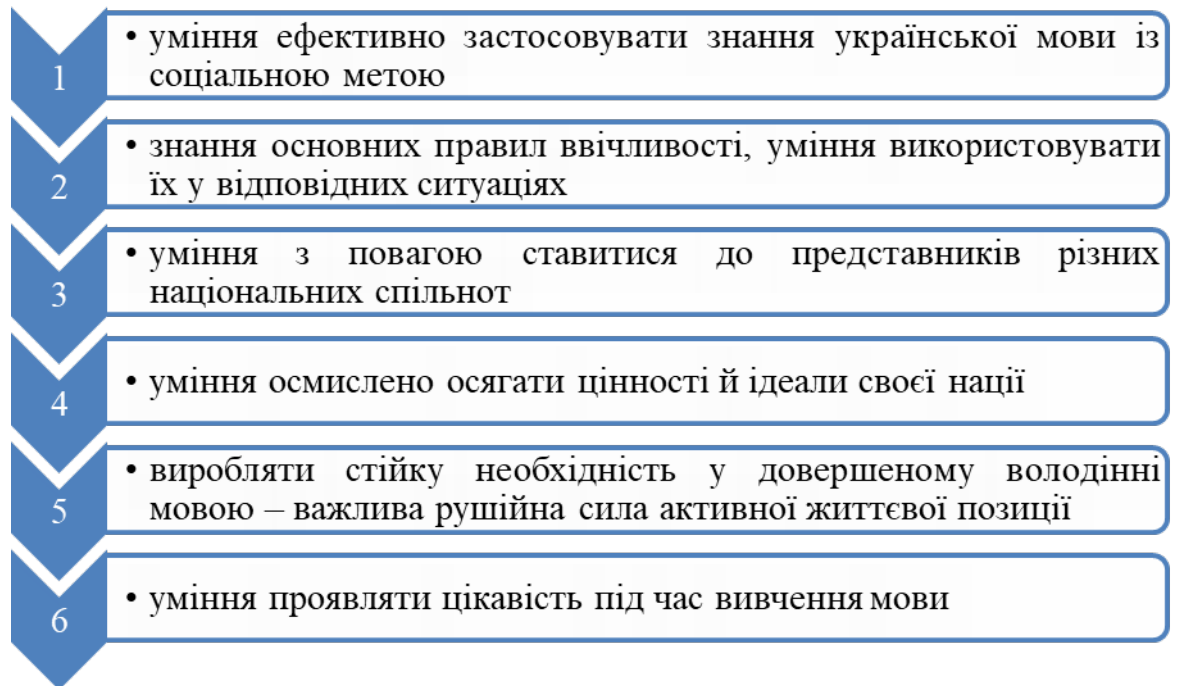 1
• уміння ефективно застосовувати знання української мови із
соціальною метою
2
• знання основних правил ввічливості, уміння використовувати
їх у відповідних ситуаціях
3
• уміння з повагою ставитися до представників різних
національних спільнот
4
• уміння осмислено осягати цінності й ідеали своєї нації
5
• виробляти стійку необхідність у довершеному володінні
мовою – важлива рушійна сила активної життєвої позиції
6
• уміння проявляти цікавість під час вивчення мови